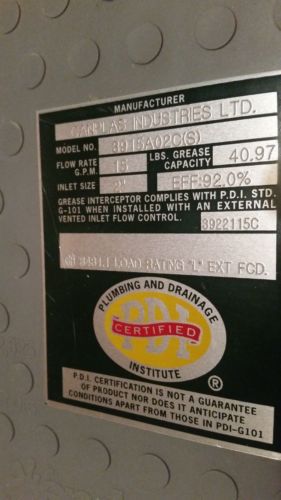 MANUFACTURER
CANPLAS INDUSTRIES LTD.
MODEL NO. 3915A02C(S)
FLOW RATE G.P.M. 15 LBS. GREASE CAPACITY 40.97
INLET SIZE 2" EFF:92.0%
GREASE INTERCEPTOR COMPLIES WITH P.D.I. STD.
G-101 WHEN INSTALLED WITH AN EXTERNAL
VENTED INLET FLOW CONTROL. 3922115C
B481.1 LOAD RATNG "L" EXT FCD.
PLUMBING AND DRAINAGE
PDI
CERTIFIED
INSTITUTE
®
P.D.I. CERTIFICATION IS NOT A GUARANTEE
OF PRODUCT NOR DOES IT ANTICIPATE
CONDITIONS APART FROM THOSE IN PDI-G101